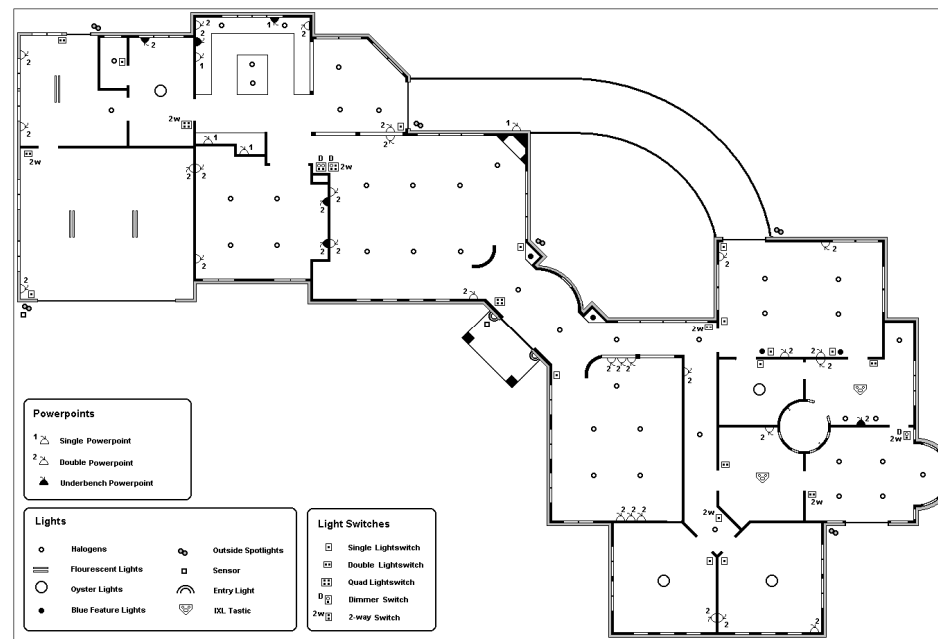 Powerpoints
1 Single Powerpoint
2 Double Powerpoint
Underbench Powerpoint
Lights
Halogens
Flourescent Lights
Oyster Lights
Blue Feature Lights
Outside Spotlights
Sensor
Entry Light
IXL Tastic
Light Switches
Single Lightswitch
Double Lightswitch
Quad Lightswitch
D Dimmer Switch
2w 2-way Switch